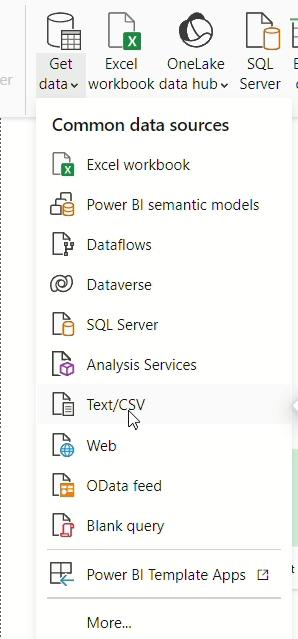 er
Get
data
Excel
workbook
OneLake
data hub
SQL
Server
Common data sources
Excel workbook
Power BI semantic models
Dataflows
Dataverse
SQL Server
Analysis Services
Text/CSV
Web
OData feed
Blank query
Power BI Template Apps
More...